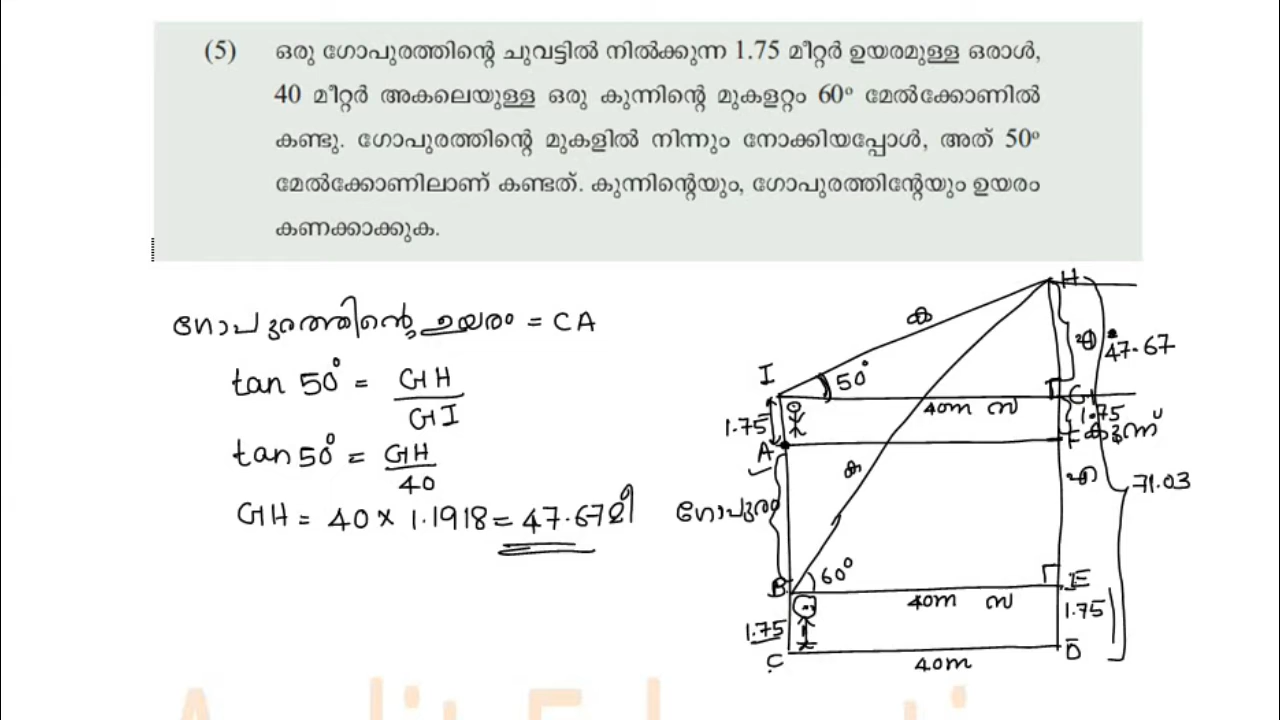 (5) ഒരു ഗോപുരത്തിന്റെ ചുവട്ടിൽ നിൽക്കുന്ന 1.75 മീറ്റർ ഉയരമുള്ള ഒരാൾ,
40 മീറ്റർ അകലെയുള്ള ഒരു കുന്നിന്റെ മുകളറ്റം 60° മേൽക്കോണിൽ
കണ്ടു. ഗോപുരത്തിന്റെ മുകളിൽ നിന്നും നോക്കിയപ്പോൾ, അത് 50°
മേൽക്കോണിലാണ് കണ്ടത്. കുന്നിന്റെയും, ഗോപുരത്തിന്റേയും ഉയരം
കണക്കാക്കുക.
ഗോപുരത്തിന്റെ ഉയരം = CA
tan 50° = GH
GI
tan 50° = GH
40
GH = 40 × 1.1918 = 47.67മീ
H
ക
എ 47.67
I
50°
G
40m സ
1.75
1.75
F കുന്ന്
A
ക
എ
71.03
ഗോപുരം
B 60°
E
40m സ
1.75
1.75
C
D
40m